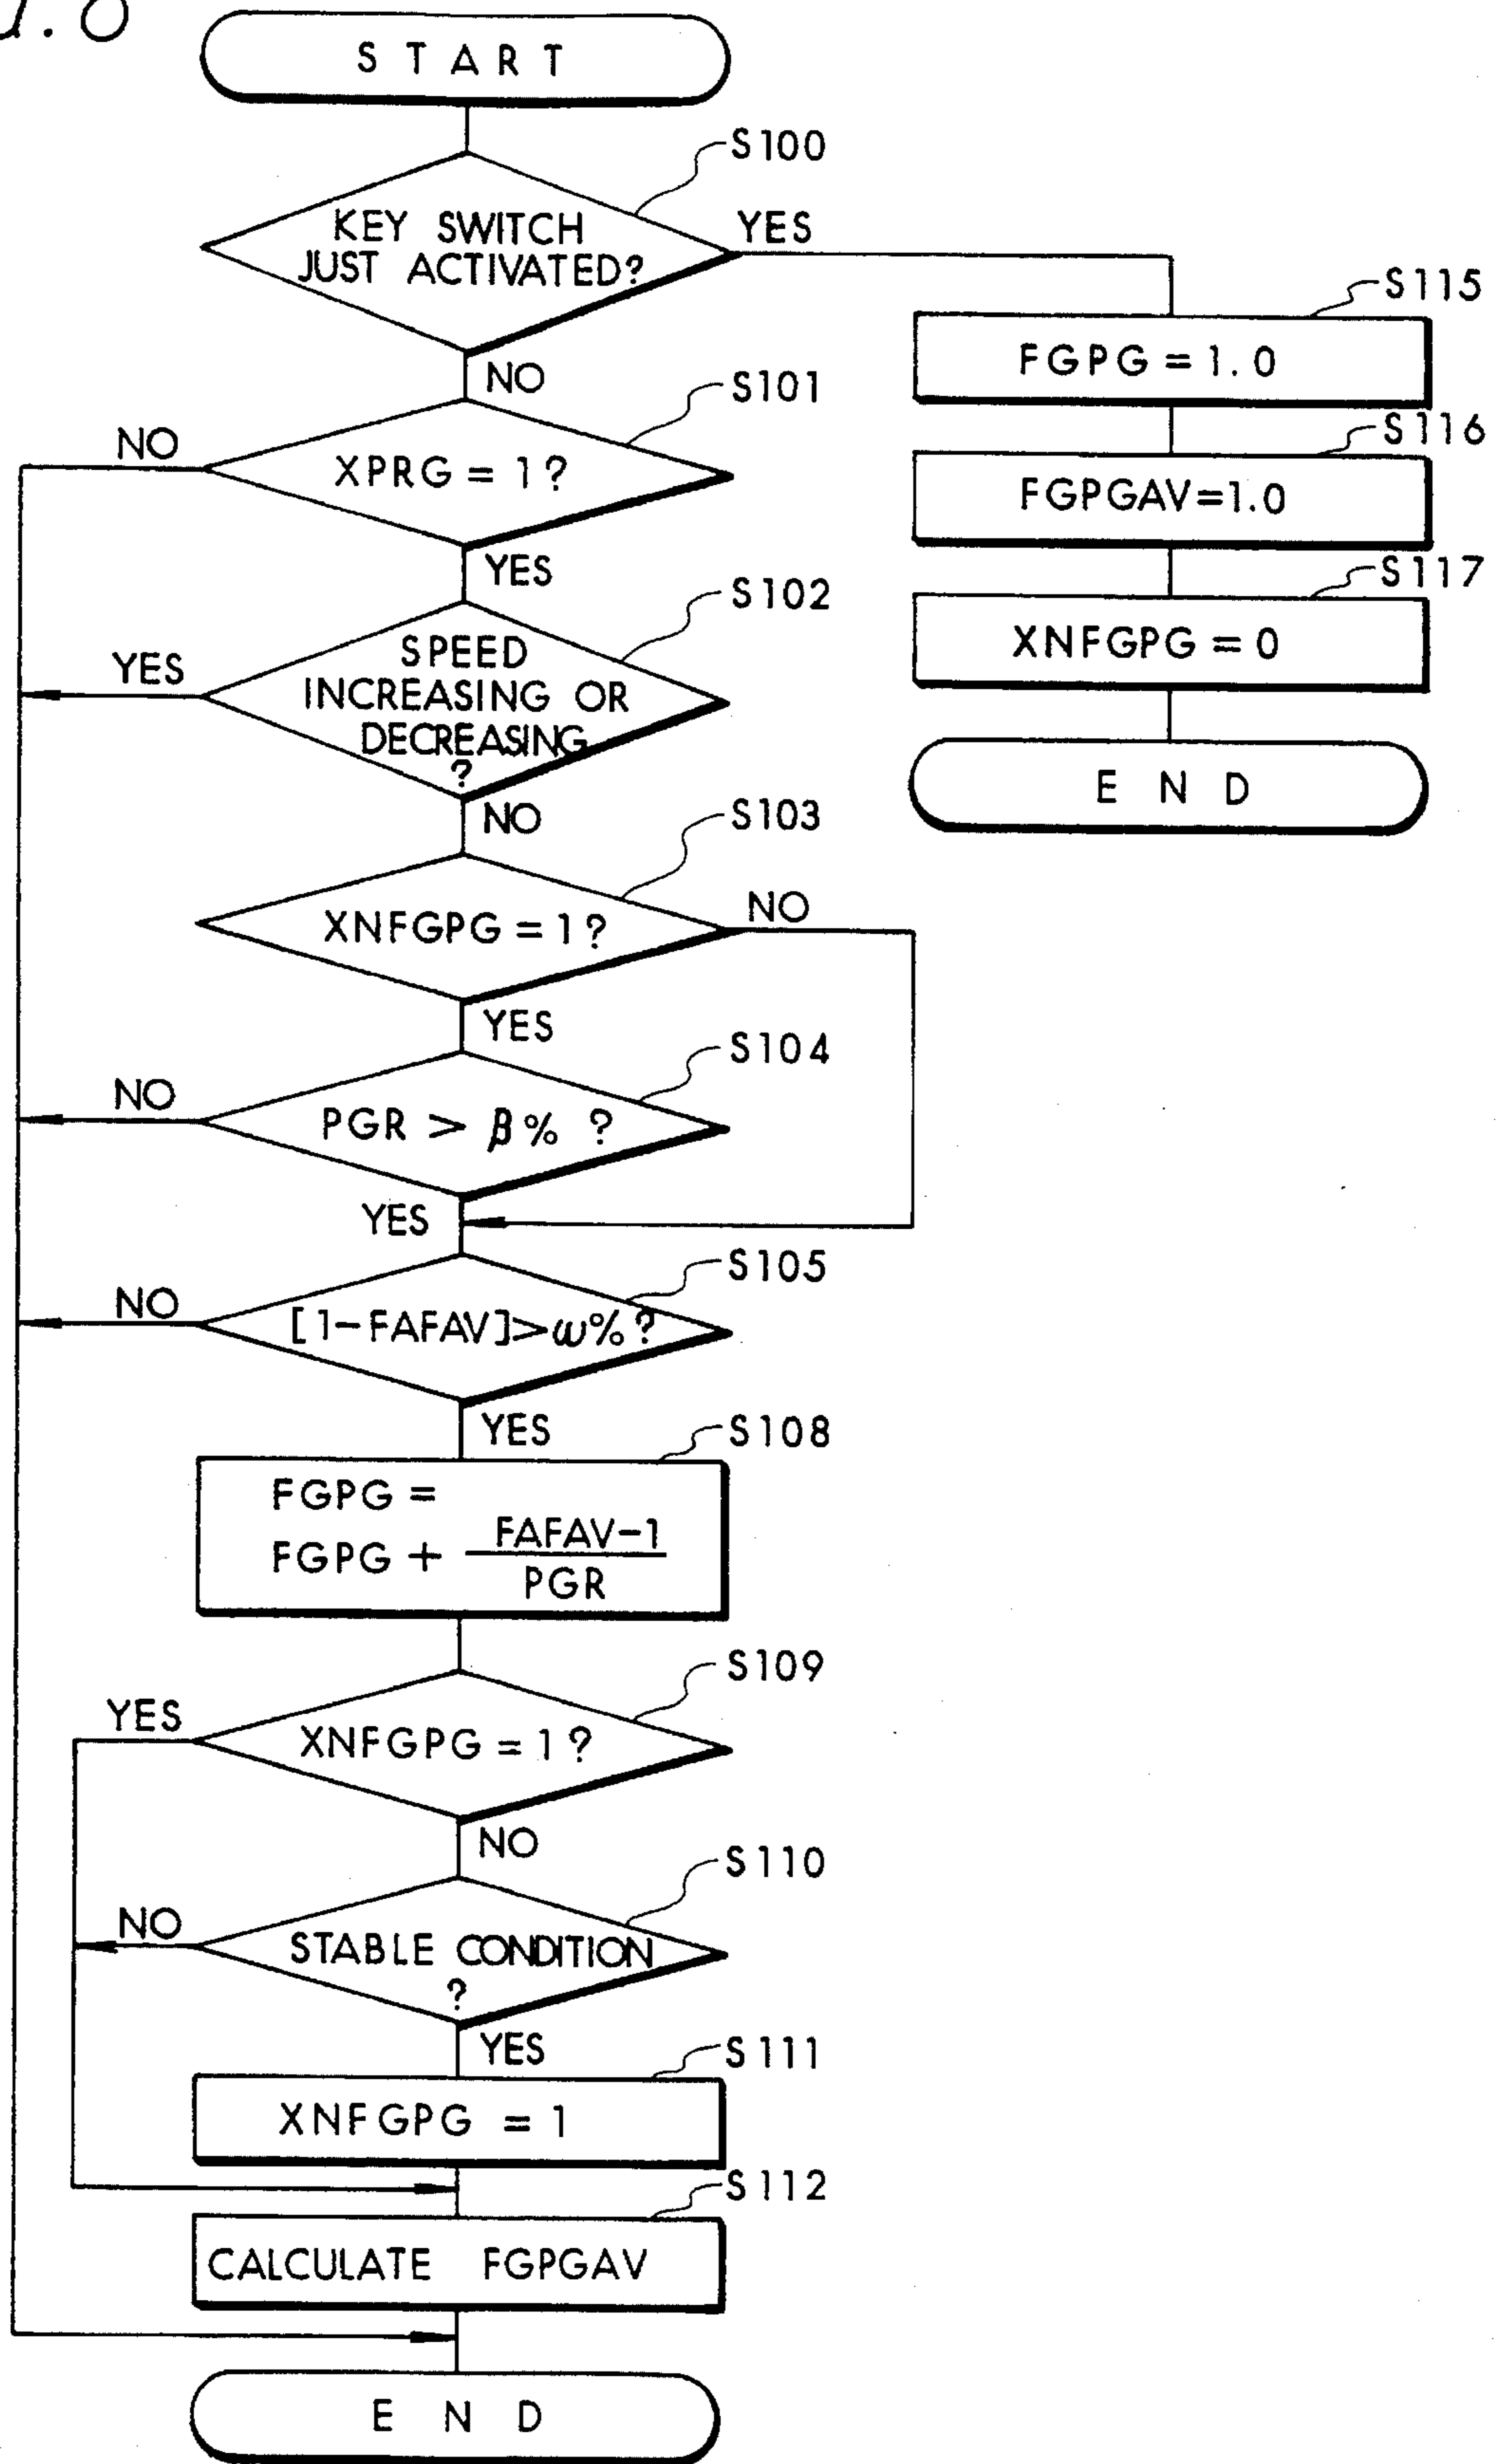 START
S100
KEY SWITCH
JUST ACTIVATED?
YES
NO
S115
FGPG = 1.0
S116
FGPGAV=1.0
S117
XNFGPG = 0
END
S101
NO
XPRG = 1?
YES
S102
YES
SPEED
INCREASING OR
DECREASING
?
NO
S103
XNFGPG = 1?
NO
YES
S104
NO
PGR > β% ?
YES
S105
NO
[1-FAFAV]>ω%?
YES
S108
FGPG =
FGPG + FAFAV-1
PGR
S109
YES
XNFGPG = 1?
NO
S110
NO
STABLE CONDITION
?
YES
S111
XNFGPG = 1
S112
CALCULATE FGPGAV
END